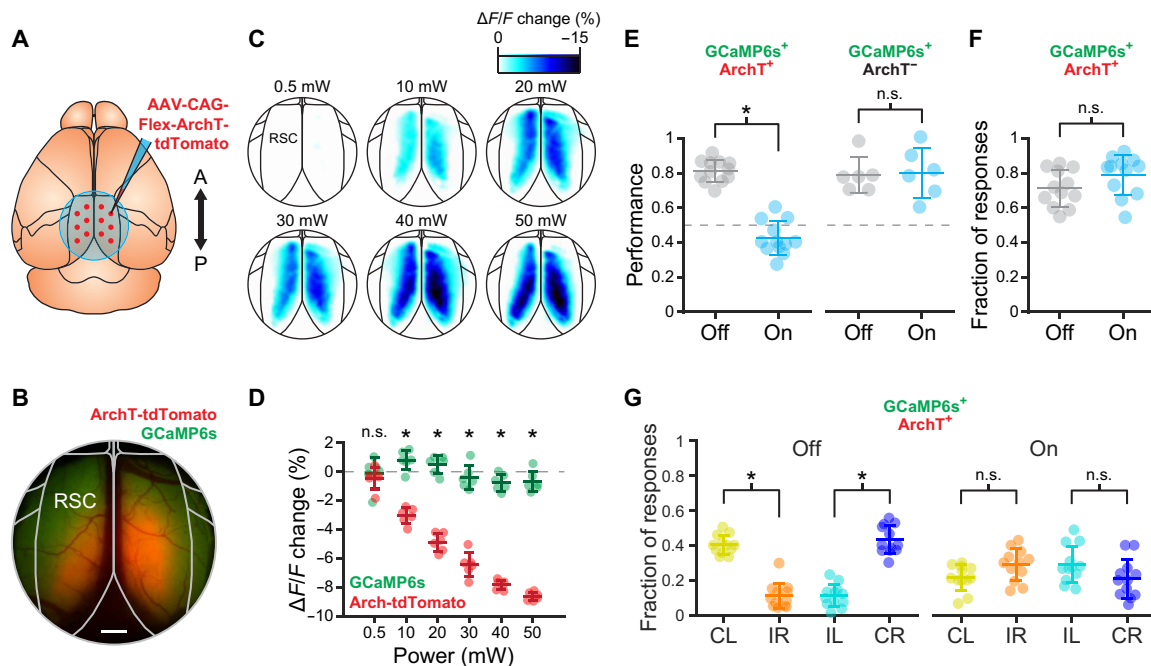 A
AAV-CAG-
Flex-ArchT-
tdTomato
A
P
B
ArchT-tdTomato
GCaMP6s
RSC
C
ΔF/F change (%)
0 −15
0.5 mW 10 mW 20 mW
RSC
30 mW 40 mW 50 mW
D
n.s. * * * * *
ΔF/F change (%)
2
0
−2
−4
−6
−8
−10
GCaMP6s
Arch-tdTomato
0.5 10 20 30 40 50
Power (mW)
E
GCaMP6s+ GCaMP6s+
ArchT+ ArchT−
* n.s.
Performance
1
0.8
0.6
0.4
0.2
0
Off On Off On
F
GCaMP6s+
ArchT+
n.s.
Fraction of responses
1
0.8
0.6
0.4
0.2
0
Off On
G
GCaMP6s+
ArchT+
Off On
* * n.s. n.s.
Fraction of responses
1
0.8
0.6
0.4
0.2
0
CL IR IL CR CL IR IL CR